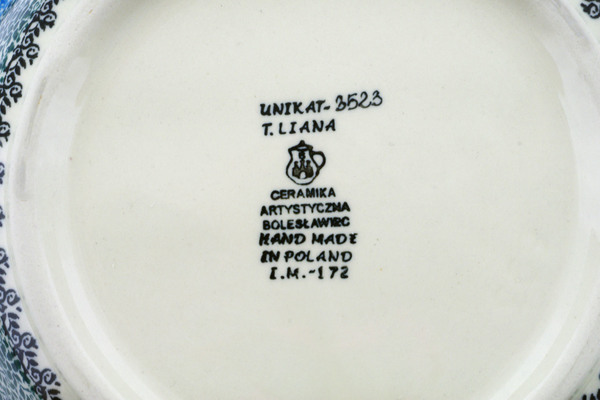 UNIKAT-3523
T. LIANA
CERAMIKA
ARTYSTYCZNA
BOLESŁAWIEC
HAND MADE
IN POLAND
I.M.-172